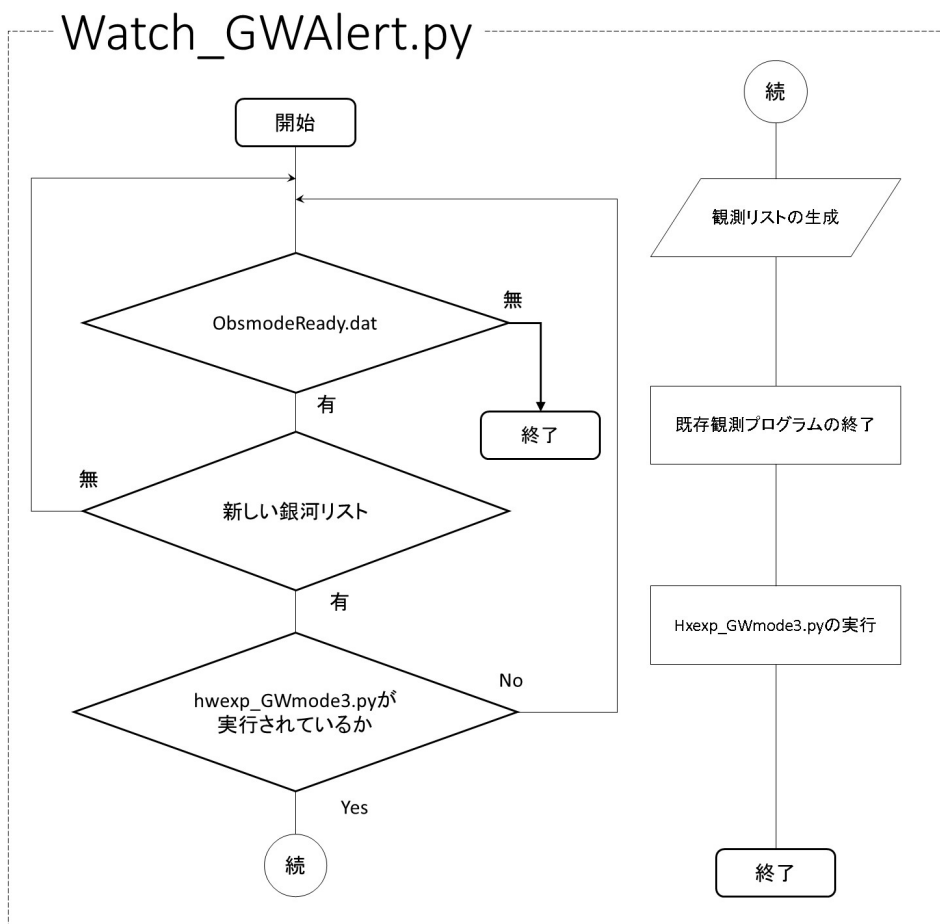 Watch_GWAlert.py
開始
ObsmodeReady.dat
無
終了
有
新しい銀河リスト
無
有
hwexp_GWmode3.pyが
実行されているか
No
Yes
続
続
観測リストの生成
既存観測プログラムの終了
Hxexp_GWmode3.pyの実行
終了